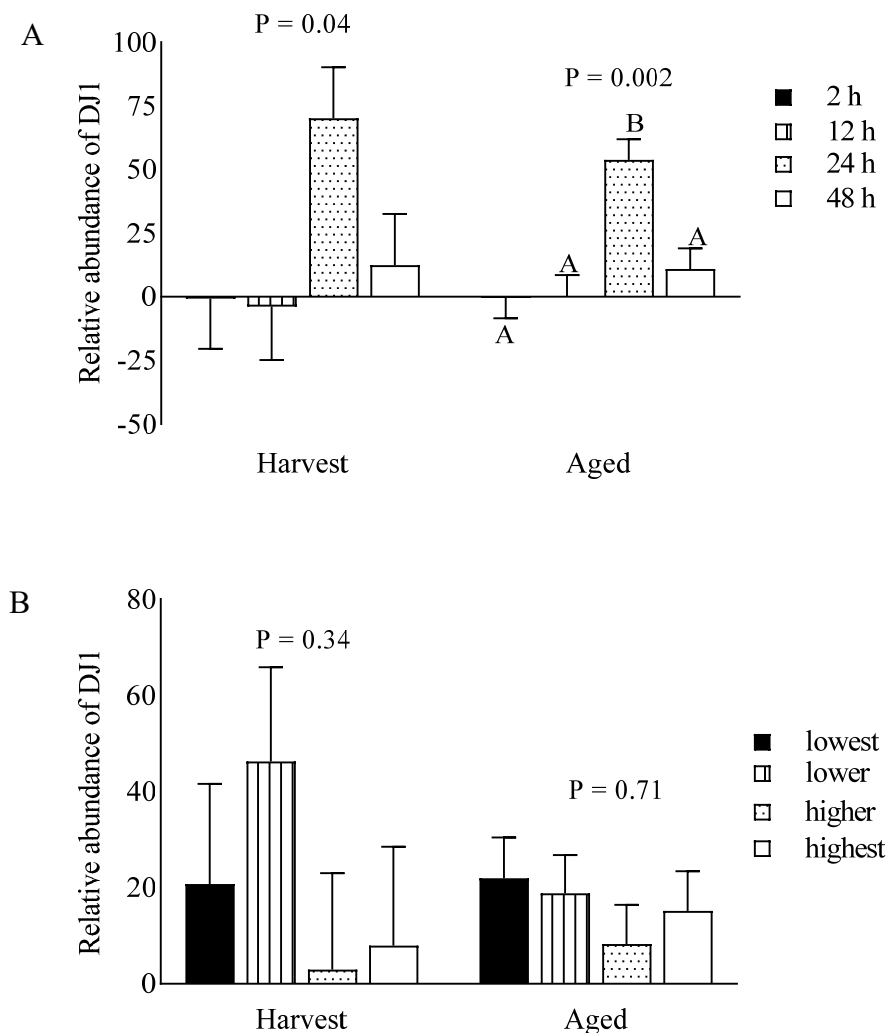 A
P = 0.04
P = 0.002
Relative abundance of DJ1
100
75
50
25
0
-25
-50
B
A
A
A
2 h
12 h
24 h
48 h
Harvest
Aged
B
P = 0.34
P = 0.71
Relative abundance of DJ1
80
60
40
20
0
lowest
lower
higher
highest
Harvest
Aged